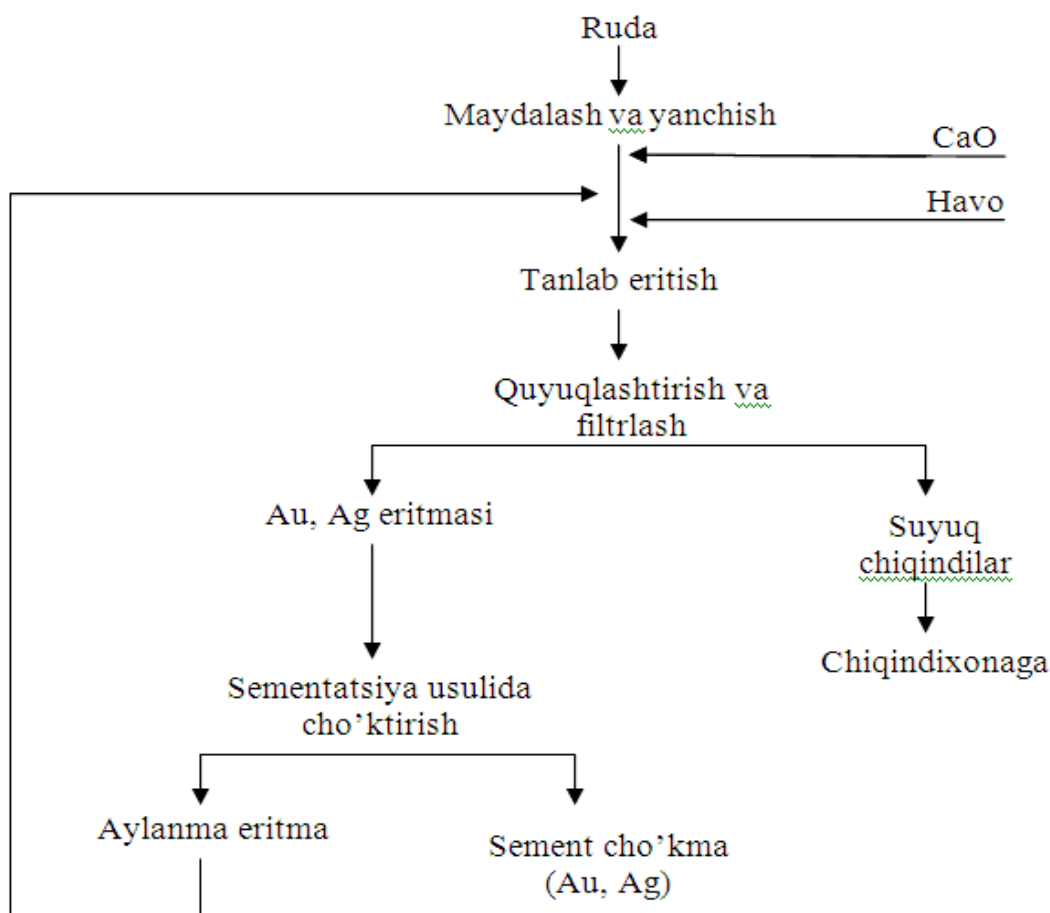 Ruda
Maydalash va yanchish
CaO
Havo
Tanlab eritish
Quyuqlashtirish va
filtrlash
Au, Ag eritmasi
Suyuq
chiqindilar
Chiqindixonaga
Sementatsiya usulida
cho’ktirish
Aylanma eritma
Sement cho’kma
(Au, Ag)